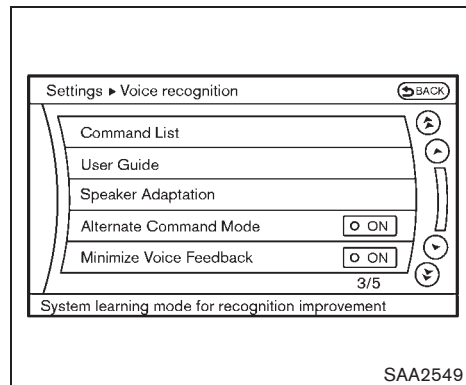 Settings ▸ Voice recognition BACK
Command List
User Guide
Speaker Adaptation
Alternate Command Mode ON
Minimize Voice Feedback ON
3/5
System learning mode for recognition improvement
SAA2549